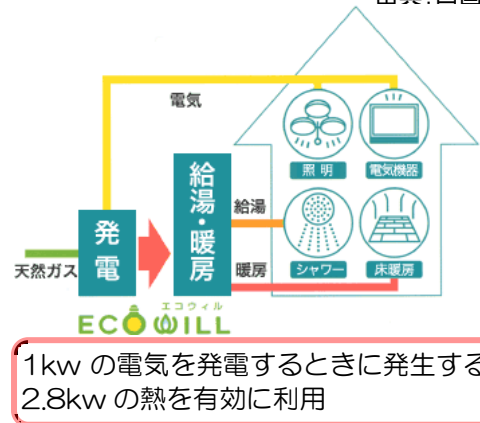 電気
照明
電気機器
給湯・暖房
給湯
発電
シャワー
床暖房
天然ガス
暖房
エコウィル
ECOWILL
1kw の電気を発電するときに発生する
2.8kw の熱を有効に利用